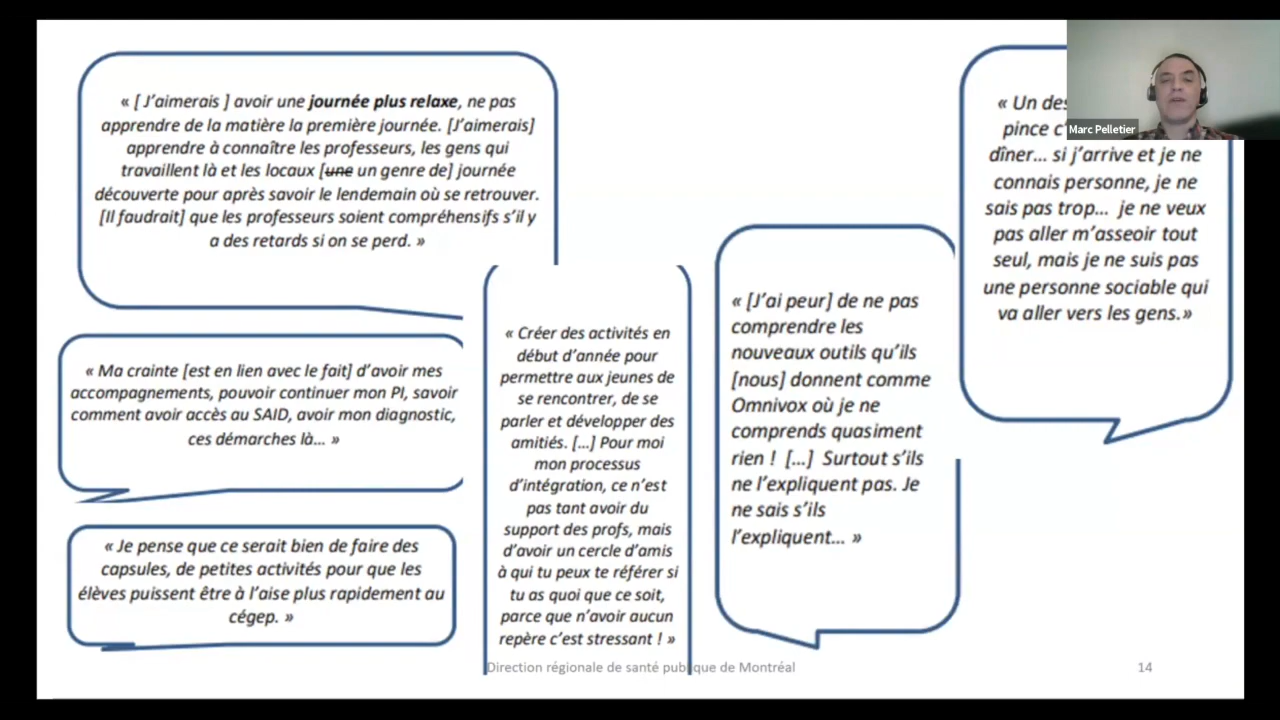 « [ J’aimerais ] avoir une journée plus relaxe, ne pas
apprendre de la matière la première journée. [J’aimerais]
apprendre à connaître les professeurs, les gens qui
travaillent là et les locaux [une un genre de] journée
découverte pour après savoir le lendemain où se retrouver.
[Il faudrait] que les professeurs soient compréhensifs s’il y
a des retards si on se perd. »
« Ma crainte [est en lien avec le fait] d’avoir mes
accompagnements, pouvoir continuer mon PI, savoir
comment avoir accès au SAID, avoir mon diagnostic,
ces démarches là... »
« Je pense que ce serait bien de faire des
capsules, de petites activités pour que les
élèves puissent être à l’aise plus rapidement au
cégep. »
« Créer des activités en
début d’année pour
permettre aux jeunes de
se rencontrer, de se
parler et développer des
amitiés. […] Pour moi
mon processus
d’intégration, ce n’est
pas tant avoir du
support des profs, mais
d’avoir un cercle d’amis
à qui tu peux te référer si
tu as quoi que ce soit,
parce que n’avoir aucun
repère c’est stressant ! »
« [J’ai peur] de ne pas
comprendre les
nouveaux outils qu’ils
[nous] donnent comme
Omnivox où je ne
comprends quasiment
rien ! […] Surtout s’ils
ne l’expliquent pas. Je
ne sais s’ils
l’expliquent... »
« Un
pince
dîner... si j’arrive et je ne
connais personne, je ne
sais pas trop... je ne veux
pas aller m’asseoir tout
seul, mais je ne suis pas
une personne sociable qui
va aller vers les gens.»
Marc Pelletier
Direction régionale de santé publique de Montréal
14